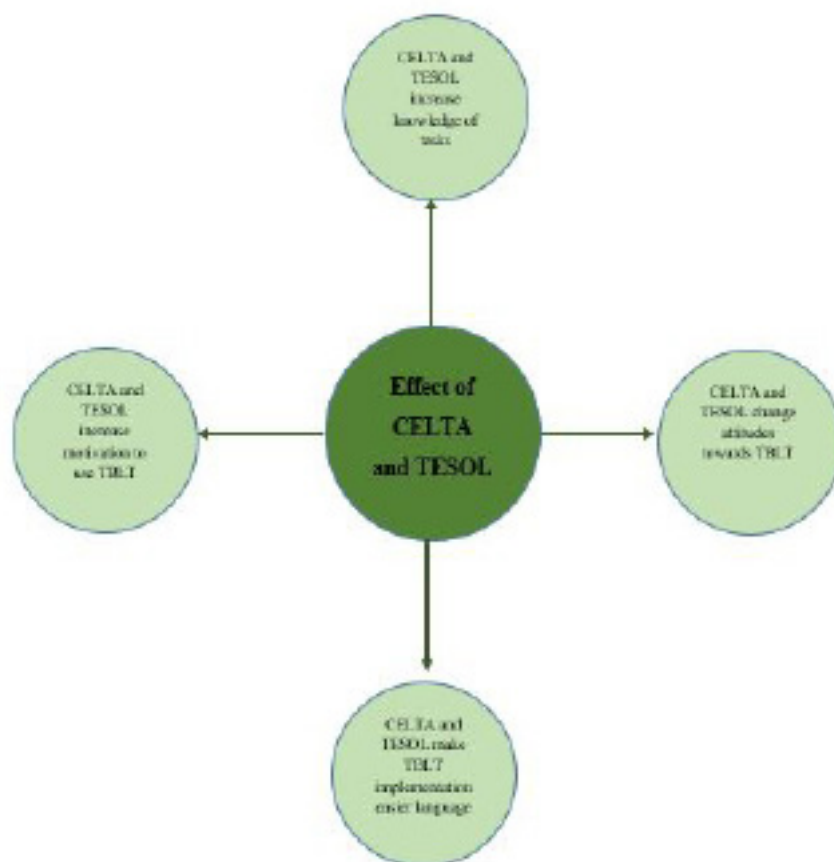 CELTA and
TESOL
increase
knowledge of
tasks
CELTA and
TESOL
increase
motivation to
use TBLT
Effect of
CELTA
and TESOL
CELTA and
TESOL change
attitudes
towards TBLT
CELTA and
TESOL make
TBLT
implementation
easier language